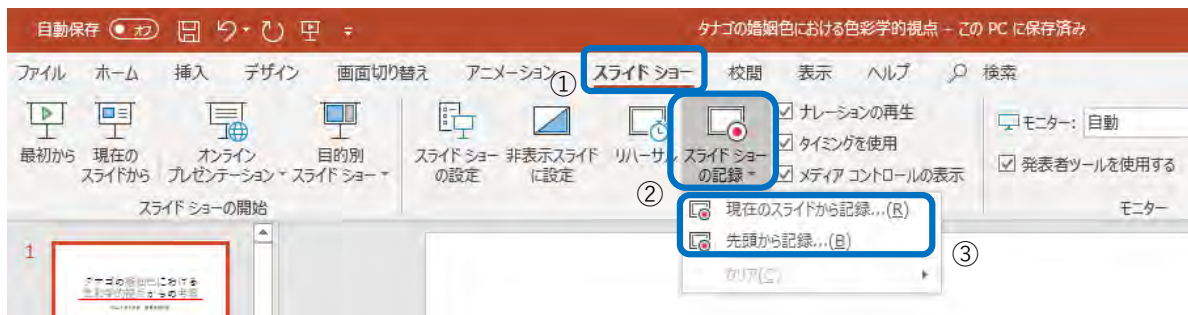 自動保存 オフ
タナゴの婚姻色における色彩学的視点 - この PC に保存済み
ファイル ホーム 挿入 デザイン 画面切り替え アニメーション ① スライド ショー 校閲 表示 ヘルプ 検索
最初から
現在の
スライドから
オンライン
プレゼンテーション
目的別
スライド ショー
スライド ショーの開始
スライド ショー
の設定
非表示スライド
に設定
リハーサル
②
スライド ショー
の記録
ナレーションの再生
タイミングを使用
メディア コントロールの表示
モニター: 自動
発表者ツールを使用する
モニター
現在のスライドから記録...(R)
先頭から記録...(B)
③
クリア(C)
1
タナゴの婚姻色における
色彩学的視点からの考察